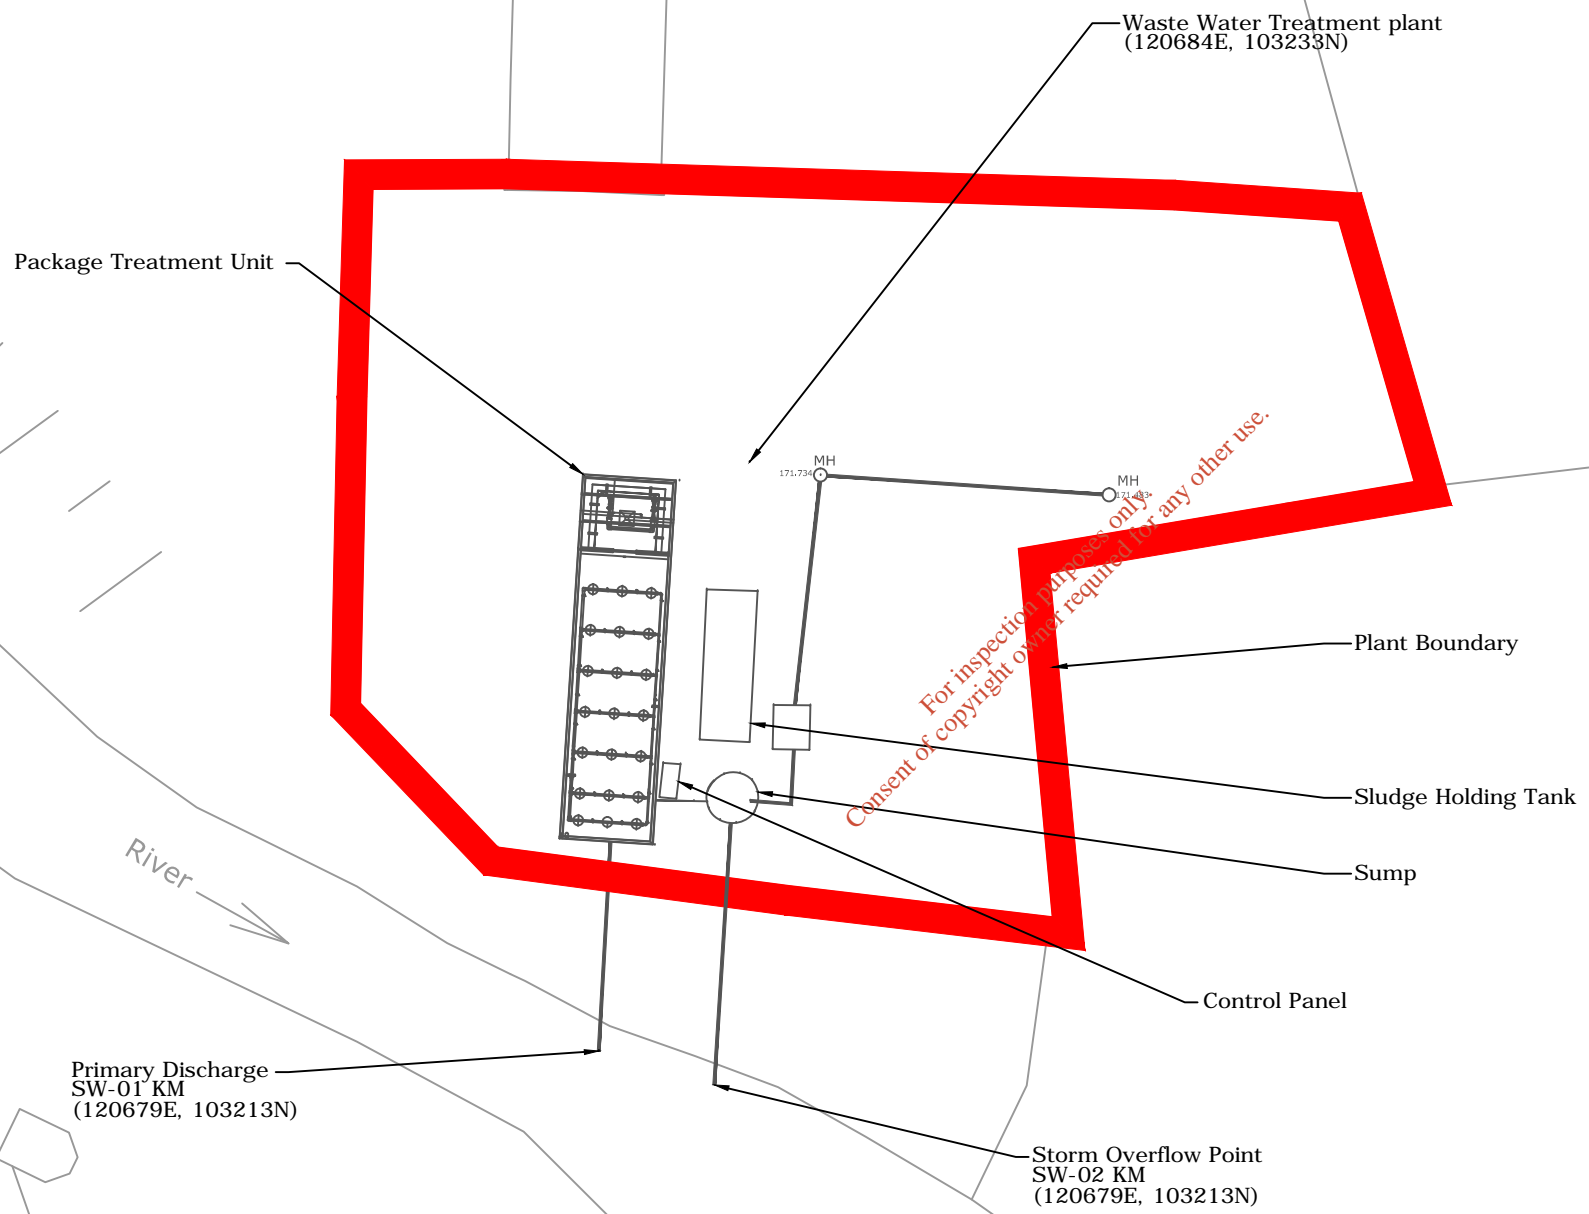 Waste Water Treatment plant
(120684E, 103233N)
Package Treatment Unit
MH
171.734
MH
For inspection purposes only.
Consent of copyright owner required for any other use.
Plant Boundary
Sludge Holding Tank
Sump
River
Control Panel
Primary Discharge
SW-01 KM
(120679E, 103213N)
Storm Overflow Point
SW-02 KM
(120679E, 103213N)